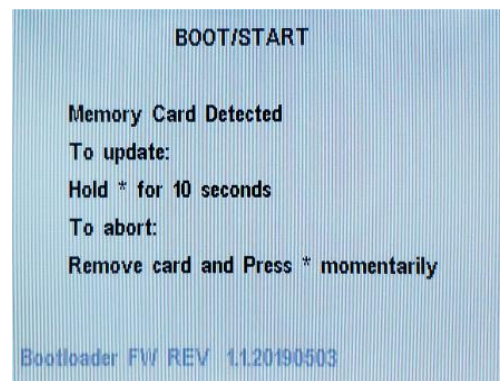 BOOT/START
Memory Card Detected
To update:
Hold * for 10 seconds
To abort:
Remove card and Press * momentarily
Bootloader FW REV 1.1.20190503